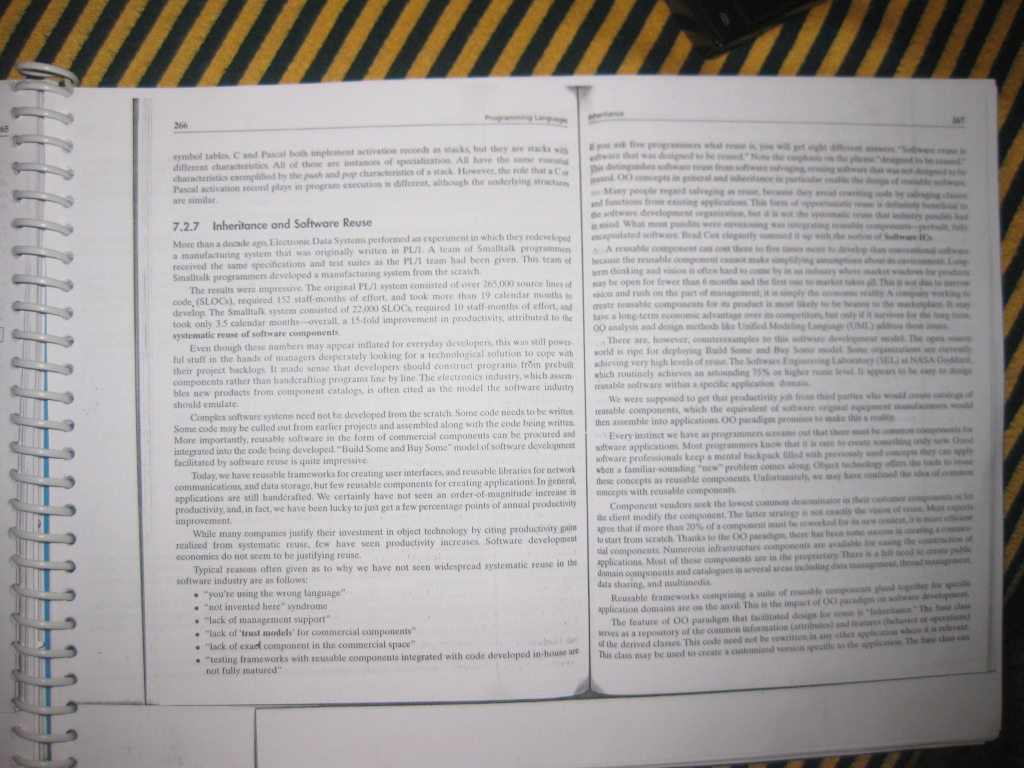 65
266
Programming Languages
symbol tables. C and Pascal both implement activation records as stacks, but they are stacks with
different characteristics. All of these are instances of specialization. All have the same essential
characteristics exemplified by the push and pop characteristics of a stack. However, the role that a C or
Pascal activation record plays in program execution is different, although the underlying structures
are similar.
7.2.7 Inheritance and Software Reuse
More than a decade ago, Electronic Data Systems performed an experiment in which they redeveloped
a manufacturing system that was originally written in PL/1. A team of Smalltalk programmers
received the same specifications and test suites as the PL/1 team had been given. This team of
Smalltalk programmers developed a manufacturing system from the scratch.
The results were impressive. The original PL/1 system consisted of over 265,000 source lines of
code (SLOCs), required 152 staff-months of effort, and took more than 19 calendar months to
develop. The Smalltalk system consisted of 22,000 SLOCs, required 10 staff-months of effort, and
took only 3.5 calendar months—overall, a 15-fold improvement in productivity, attributed to the
systematic reuse of software components.
Even though these numbers may appear inflated for everyday developers, this was still power-
ful stuff in the hands of managers desperately looking for a technological solution to cope with
their project backlogs. It made sense that developers should construct programs from prebuilt
components rather than handcrafting programs line by line. The electronics industry, which assem-
bles new products from component catalogs, is often cited as the model the software industry
should emulate.
Complex software systems need not be developed from the scratch. Some code needs to be written.
Some code may be culled out from earlier projects and assembled along with the code being written.
More importantly, reusable software in the form of commercial components can be procured and
integrated into the code being developed. "Build Some and Buy Some" model of software development
facilitated by software reuse is quite impressive.
Today, we have reusable frameworks for creating user interfaces, and reusable libraries for network
communications, and data storage, but few reusable components for creating applications. In general,
applications are still handcrafted. We certainly have not seen an order-of-magnitude increase in
productivity, and, in fact, we have been lucky to just get a few percentage points of annual productivity
improvement.
While many companies justify their investment in object technology by citing productivity gains
realized from systematic reuse, few have seen productivity increases. Software development
economics do not seem to be justifying reuse.
Typical reasons often given as to why we have not seen widespread systematic reuse in the
software industry are as follows:
• "you're using the wrong language"
• "not invented here" syndrome
• "lack of management support"
• "lack of 'trust models' for commercial components"
• "lack of exact component in the commercial space"
• "testing frameworks with reusable components integrated with code developed in-house are
not fully matured"
Inheritance
267
If you ask five programmers what reuse is, you will get eight different answers. "Software reuse is
software that was designed to be reused." Note the emphasis on the phrase "designed to be reused."
This distinguishes software reuse from software salvaging, reusing software that was not designed to be
reused. OO concepts in general and inheritance in particular enable the design of reusable software.
Many people regard salvaging as reuse, because they avoid rewriting code by salvaging classes
and functions from existing applications. This form of opportunistic reuse is definitely beneficial to
the software development organization, but it is not the systematic reuse that industry pundits had
in mind. What most pundits were envisioning was integrating reusable components—prebuilt, fully
encapsulated software. Brad Cox elegantly summed it up with the notion of Software ICs.
A reusable component can cost three to five times more to develop than conventional software
because the reusable component cannot make simplifying assumptions about its environment. Long-
term thinking and vision is often hard to come by in an industry where market windows for products
may be open for fewer than 6 months and the first one to market takes all. This is not due to narrow
vision and rush on the part of management; it is simply the economic reality. A company working to
create reusable components for its product is most likely to be beaten to the marketplace. It may
have a long-term economic advantage over its competitors, but only if it survives for the long term.
OO analysis and design methods like Unified Modeling Language (UML) address these issues.
There are, however, counterexamples to this software development model. The open source
world is ripe for deploying Build Some and Buy Some model. Some organizations are currently
achieving very high levels of reuse. The Software Engineering Laboratory (SEL) at NASA Goddard,
which routinely achieves an astounding 75% or higher reuse level. It appears to be easy to design
reusable software within a specific application domain.
We were supposed to get that productivity jolt from third parties who would create catalogs of
reusable components, which the equivalent of software original equipment manufacturers would
then assemble into applications. OO paradigm promises to make this a reality.
Every instinct we have as programmers screams out that there must be common components for
software applications. Most programmers know that it is rare to create something truly new. Good
software professionals keep a mental backpack filled with previously used concepts they can apply
when a familiar-sounding "new" problem comes along. Object technology offers the tools to reuse
these concepts as reusable components. Unfortunately, we may have confused the idea of common
concepts with reusable components.
Component vendors seek the lowest common denominator in their customer components or let
the client modify the component. The latter strategy is not exactly the vision of reuse. Most experts
agree that if more than 20% of a component must be reworked for its new context, it is more efficient
to start from scratch. Thanks to the OO paradigm, there has been some success in creating a commer-
cial components. Numerous infrastructure components are available for easing the construction of
applications. Most of these components are in the proprietary. There is a felt need to create public
domain components and catalogues in several areas including data management, thread management,
data sharing, and multimedia.
Reusable frameworks comprising a suite of reusable components glued together for specific
application domains are on the anvil. This is the impact of OO paradigm on software development.
The feature of OO paradigm that facilitated design for reuse is "Inheritance." The base class
serves as a repository of the common information (attributes) and features (behavior or operations)
of the derived classes. This code need not be rewritten in any other application where it is relevant.
This class may be used to create a customized version specific to the application. The base class can